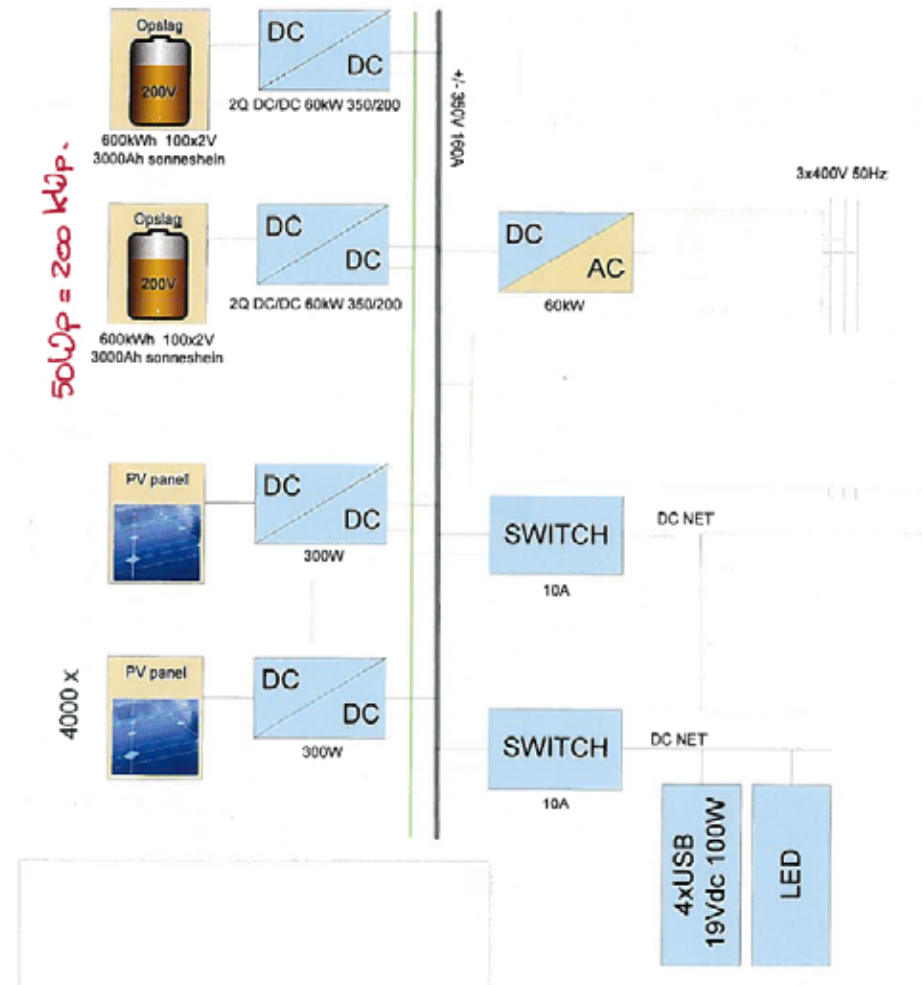 Opslag
200V
600kWh 100x2V
3000Ah sonneshein
DC
DC
2Q DC/DC 60kW 350/200
+/- 350V 160A
3x400V 50Hz
50Wp = 200 kWp.
Opslag
200V
600kWh 100x2V
3000Ah sonneshein
DC
DC
2Q DC/DC 60kW 350/200
DC
AC
60kW
PV panel
DC
DC
300W
SWITCH
10A
DC NET
4000 x
PV panel
DC
DC
300W
SWITCH
10A
DC NET
4xUSB
19Vdc 100W
LED